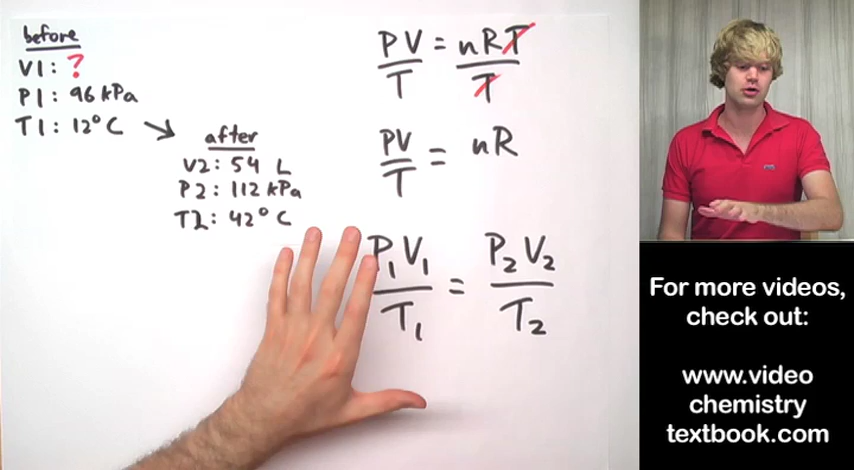 before
V1: ?
P1: 96 kPa
T1: 12°C
after
V2: 54 L
P2: 112 kPa
T2: 42°C
PV/T = nRT/T
PV/T = nR
P₁V₁/T₁ = P₂V₂/T₂
For more videos,
check out:
www.video
chemistry
textbook.com